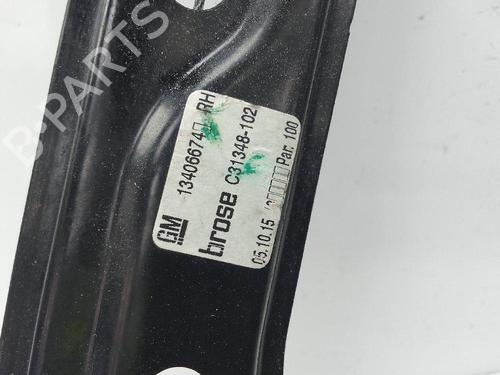 GM 13406674 RH
brose C31348-102
05.10.15 Par. 100
B-PARTS